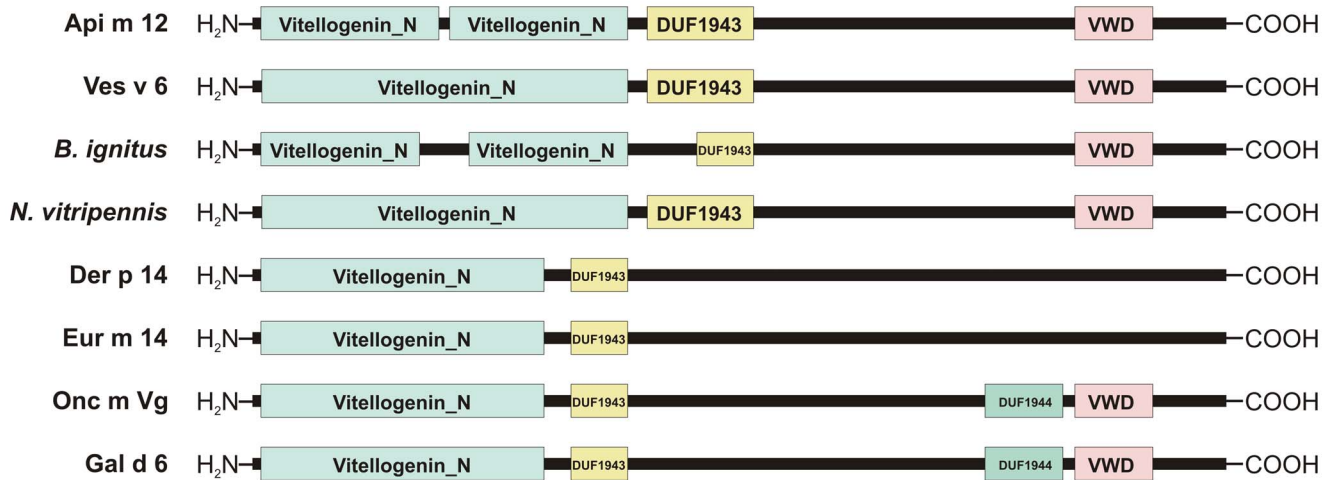 Api m 12 H₂N Vitellogenin_N Vitellogenin_N DUF1943 VWD COOH
Ves v 6 H₂N Vitellogenin_N DUF1943 VWD COOH
B. ignitus H₂N Vitellogenin_N Vitellogenin_N DUF1943 VWD COOH
N. vitripennis H₂N Vitellogenin_N DUF1943 VWD COOH
Der p 14 H₂N Vitellogenin_N DUF1943 COOH
Eur m 14 H₂N Vitellogenin_N DUF1943 COOH
Onc m Vg H₂N Vitellogenin_N DUF1943 DUF1944 VWD COOH
Gal d 6 H₂N Vitellogenin_N DUF1943 DUF1944 VWD COOH